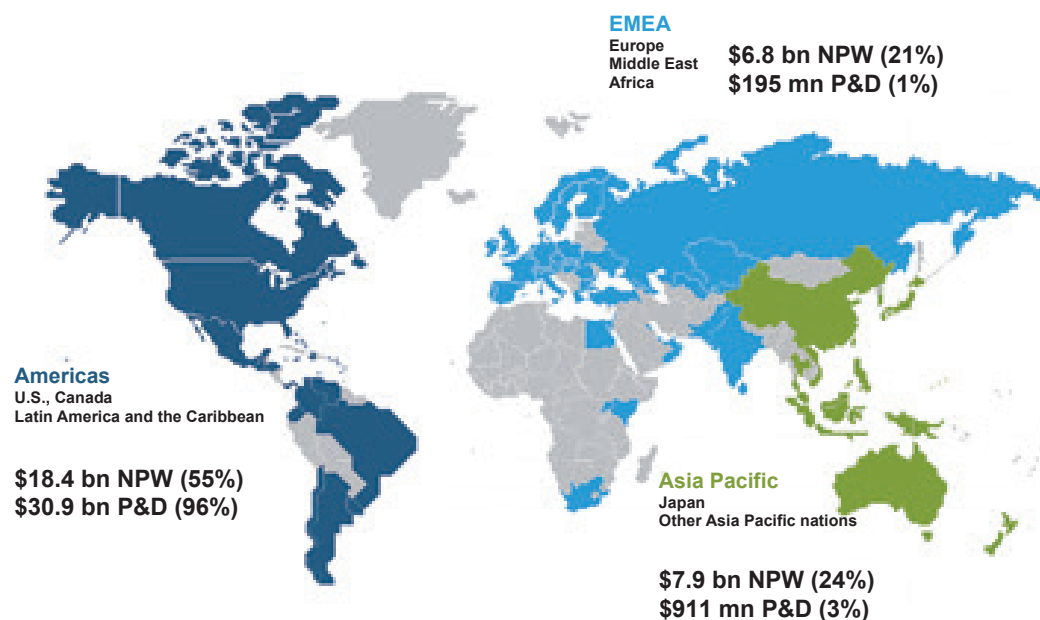 EMEA
Europe
Middle East
Africa
$6.8 bn NPW (21%)
$195 mn P&D (1%)
Americas
U.S., Canada
Latin America and the Caribbean
$18.4 bn NPW (55%)
$30.9 bn P&D (96%)
Asia Pacific
Japan
Other Asia Pacific nations
$7.9 bn NPW (24%)
$911 mn P&D (3%)